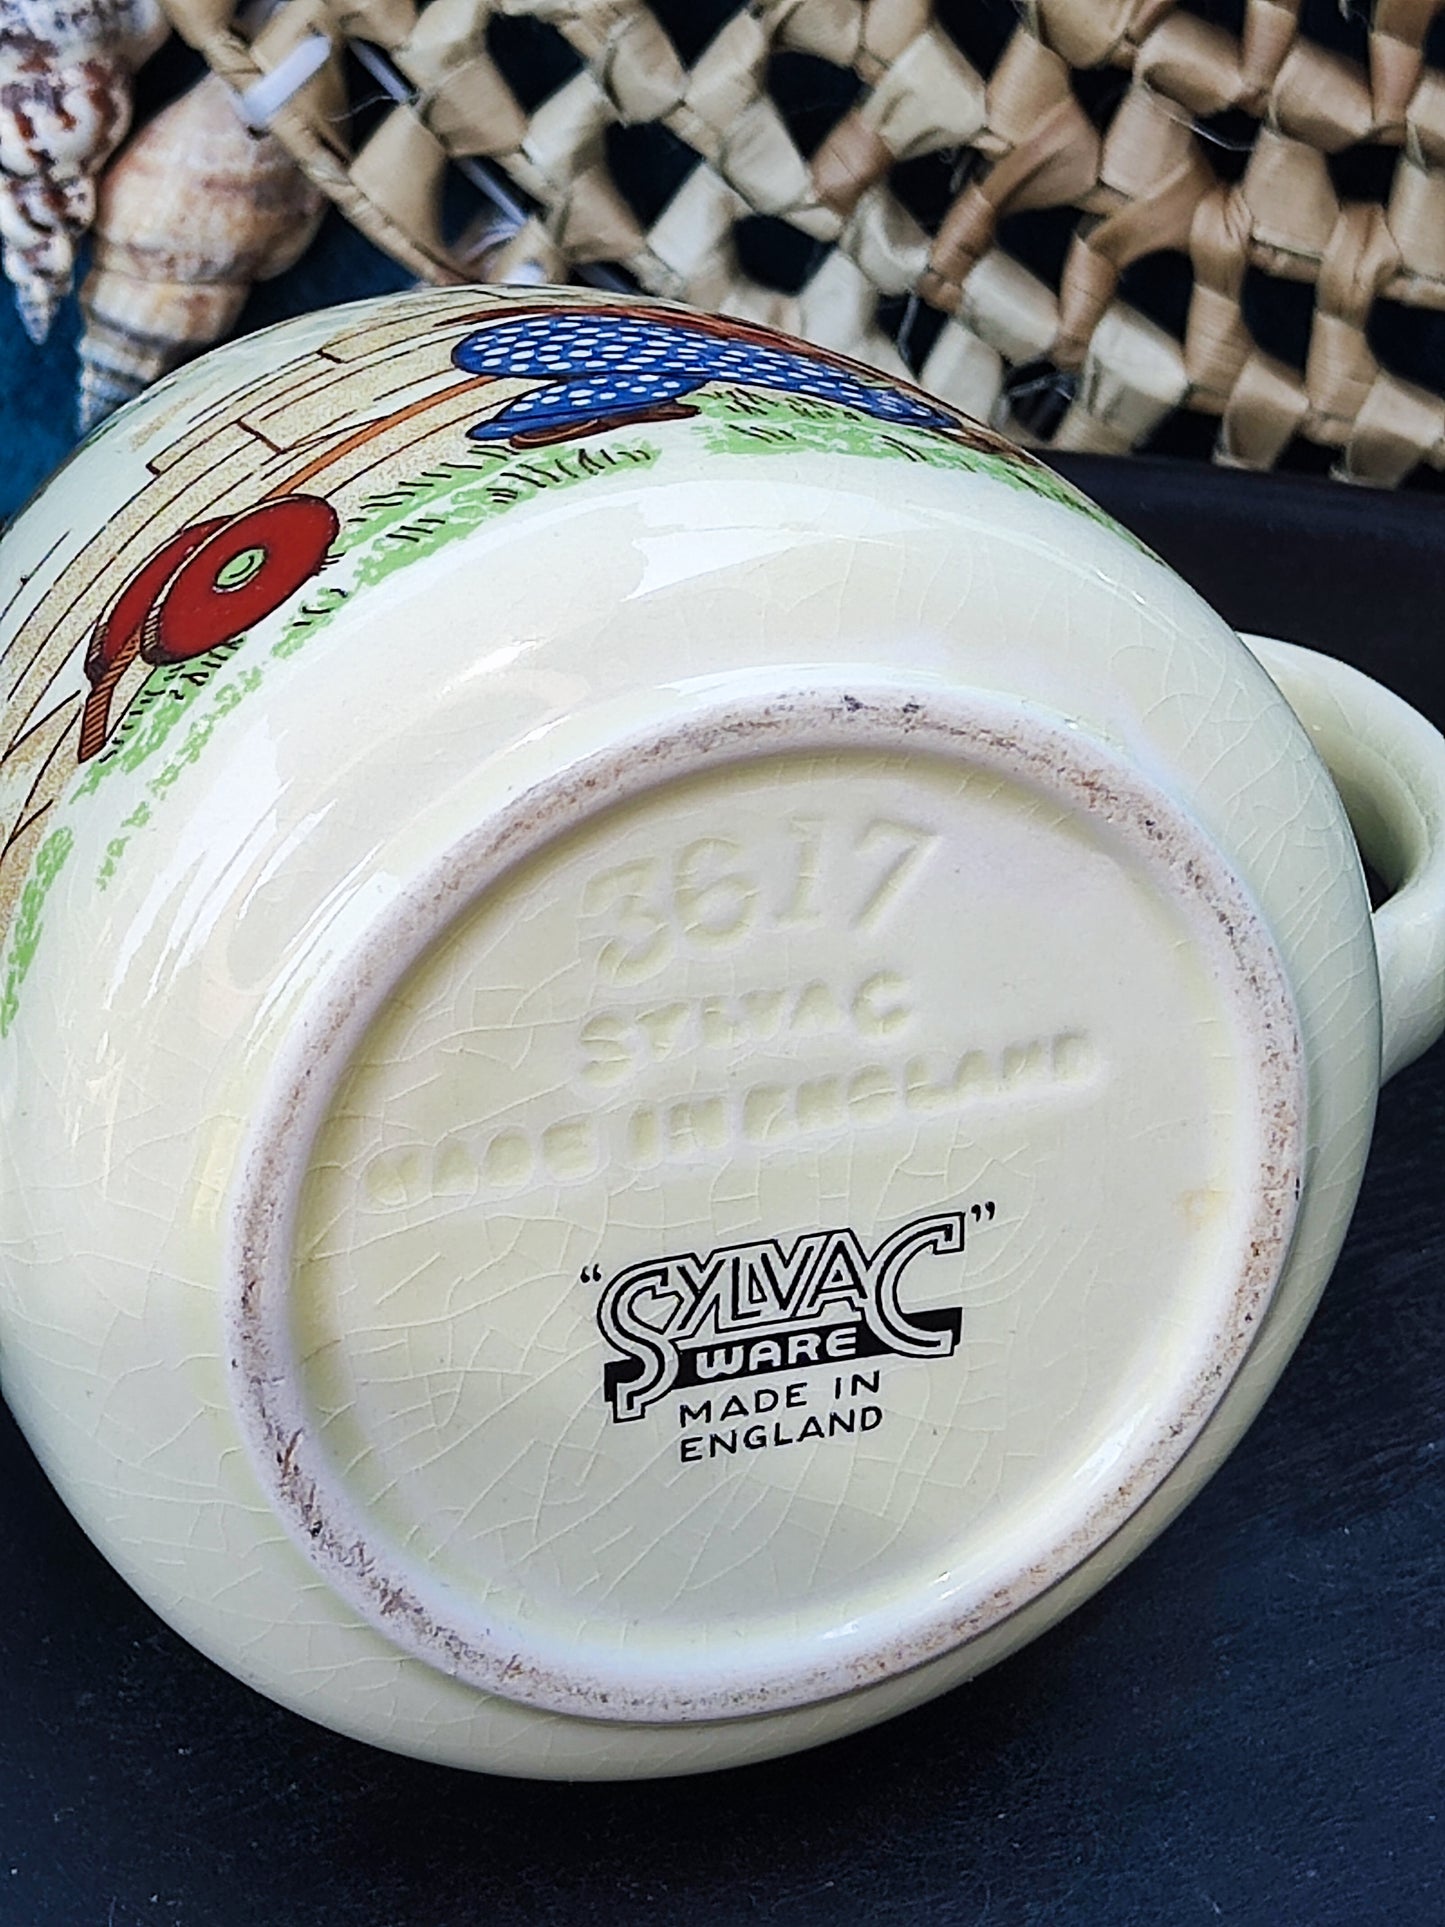 3617
SYLVAC
MADE IN ENGLAND
“SYLVAC”
WARE
MADE IN
ENGLAND